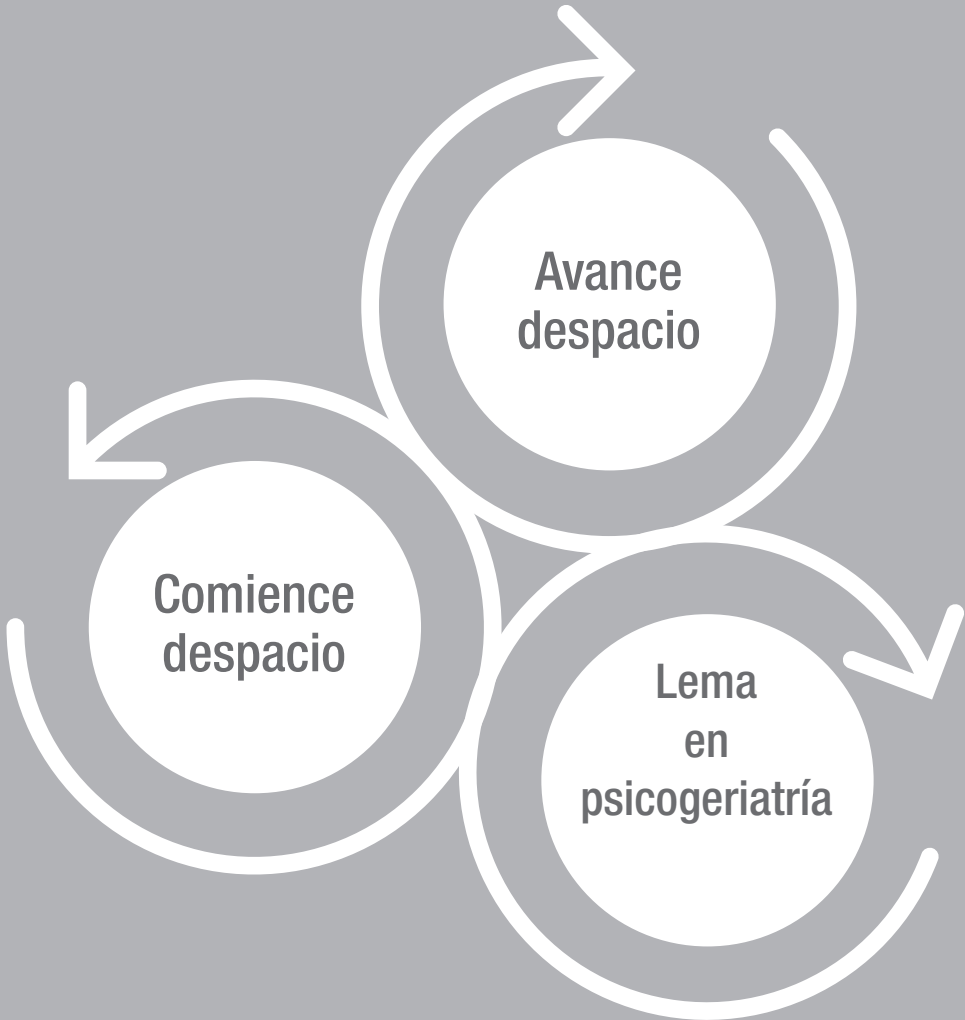 Avance
despacio
Comience
despacio
Lema
en
psicogeriatría